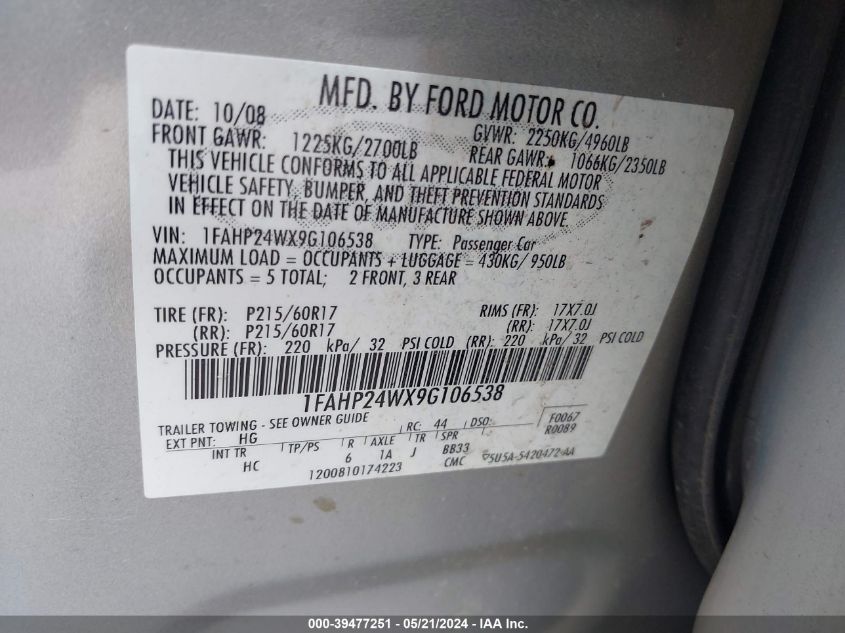 MFD. BY FORD MOTOR CO.
DATE: 10/08 GVWR: 2250KG/4960LB
FRONT GAWR: 1225KG/2700LB REAR GAWR: 1066KG/2350LB
THIS VEHICLE CONFORMS TO ALL APPLICABLE FEDERAL MOTOR
VEHICLE SAFETY, BUMPER, AND THEFT PREVENTION STANDARDS
IN EFFECT ON THE DATE OF MANUFACTURE SHOWN ABOVE.
VIN: 1FAHP24WX9G106538 TYPE: Passenger Car
MAXIMUM LOAD = OCCUPANTS + LUGGAGE = 430KG/ 950LB
OCCUPANTS = 5 TOTAL; 2 FRONT, 3 REAR
TIRE (FR): P215/60R17 RIMS (FR): 17X7.0J
(RR): P215/60R17 (RR): 17X7.0J
PRESSURE (FR): 220 kPa/ 32 PSI COLD (RR): 220 kPa/ 32 PSI COLD
1FAHP24WX9G106538
TRAILER TOWING - SEE OWNER GUIDE RC: 44 DSO: F0067
EXT PNT: HG R0089
INT TR TP/PS R AXLE TR SPR
HC 6 1A J BB33
1200810174223 CMC 5U5A-5420472-AA
000-39477251 - 05/21/2024 - IAA Inc.